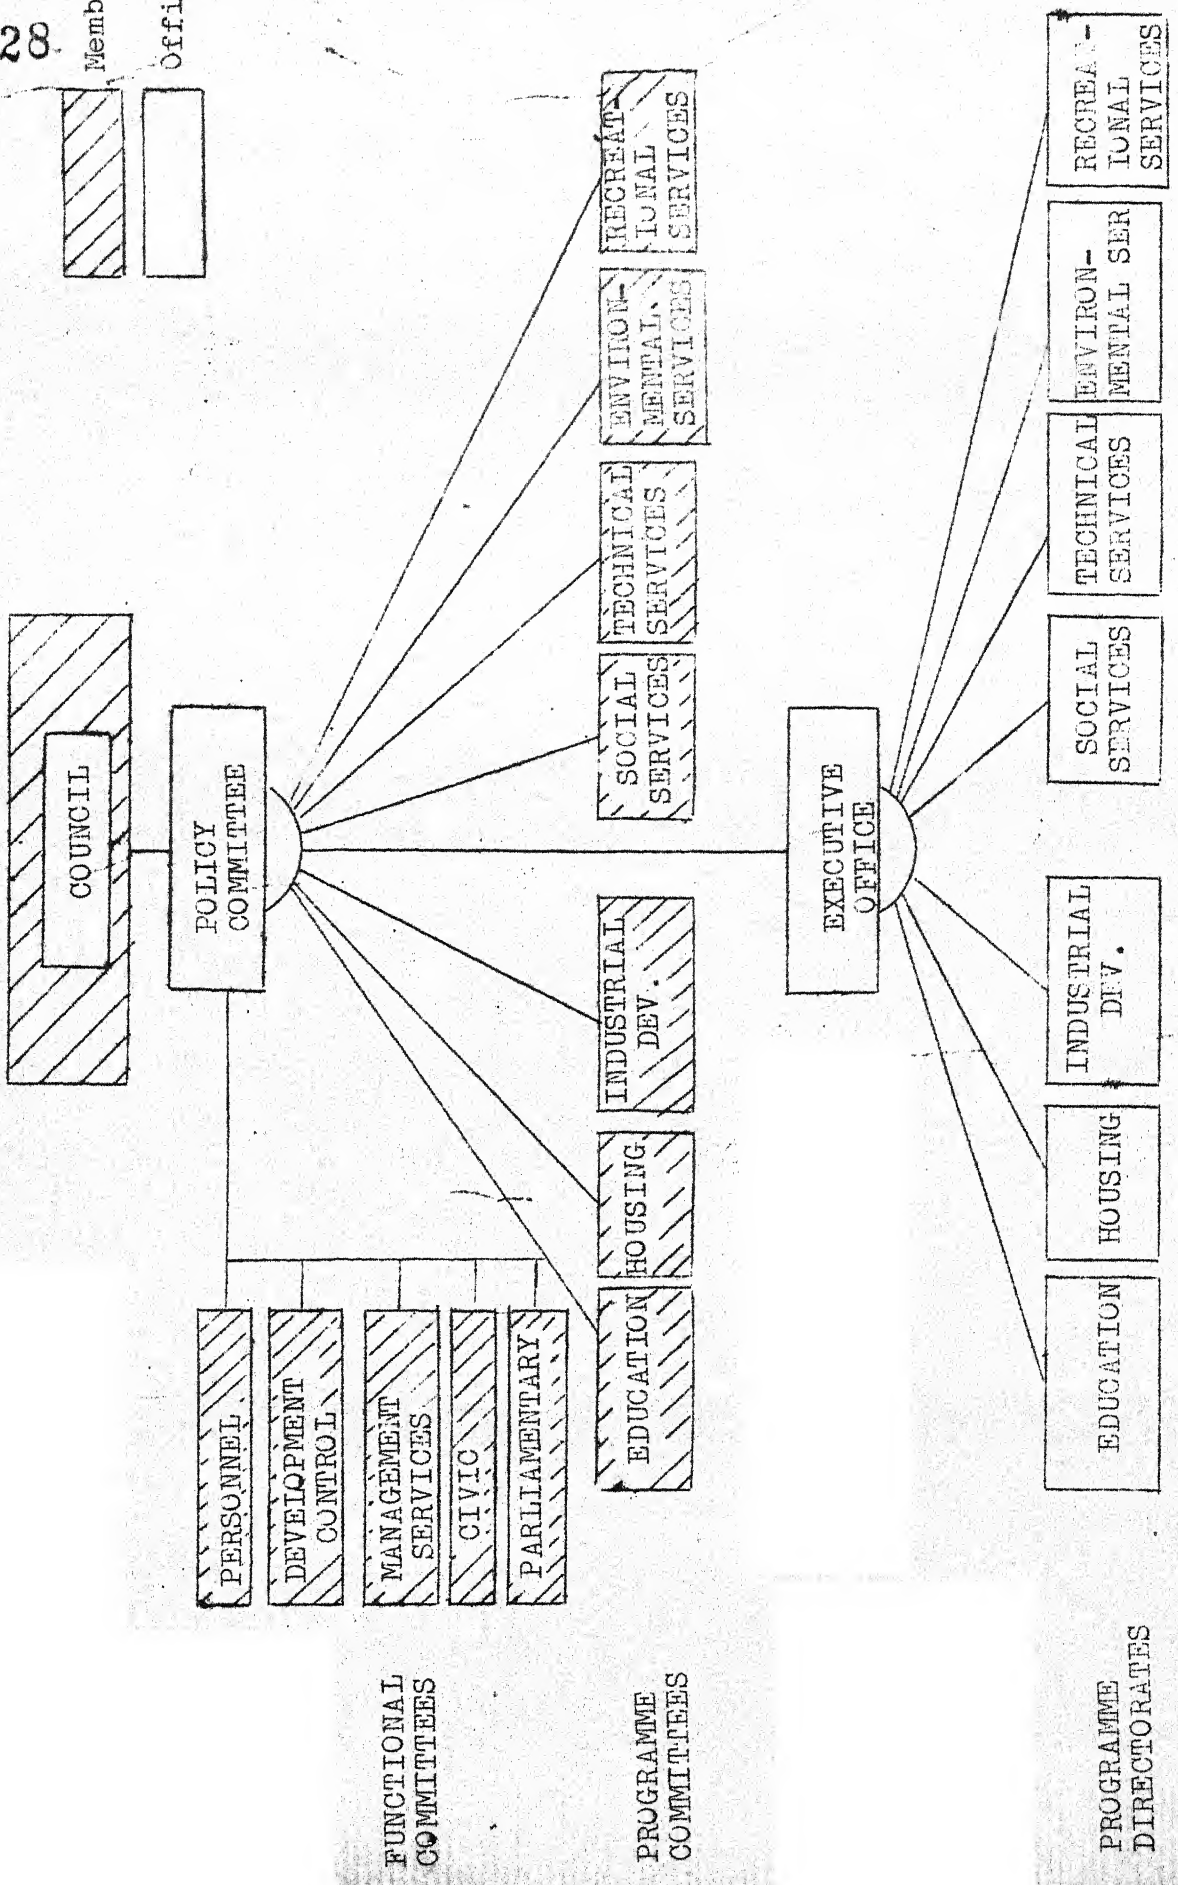 28
Memb
Offi
COUNCIL
POLICY
COMMITTEE
PERSONNEL
DEVELOPMENT
CONTROL
MANAGEMENT
SERVICES
CIVIC
PARLIAMENTARY
FUNCTIONAL
COMMITTEES
EDUCATION
HOUSING
INDUSTRIAL
DEV.
SOCIAL
SERVICES
TECHNICAL
SERVICES
ENVIRON-
MENTAL.
SERVICES
RECREAT-
IONAL
SERVICES
PROGRAMME
COMMITTEES
EXECUTIVE
OFFICE
EDUCATION
HOUSING
INDUSTRIAL
DEV.
SOCIAL
SERVICES
TECHNICAL
SERVICES
ENVIRON-
MENTAL SER
RECREA-
IONAL
SERVICES
PROGRAMME
DIRECTORATES